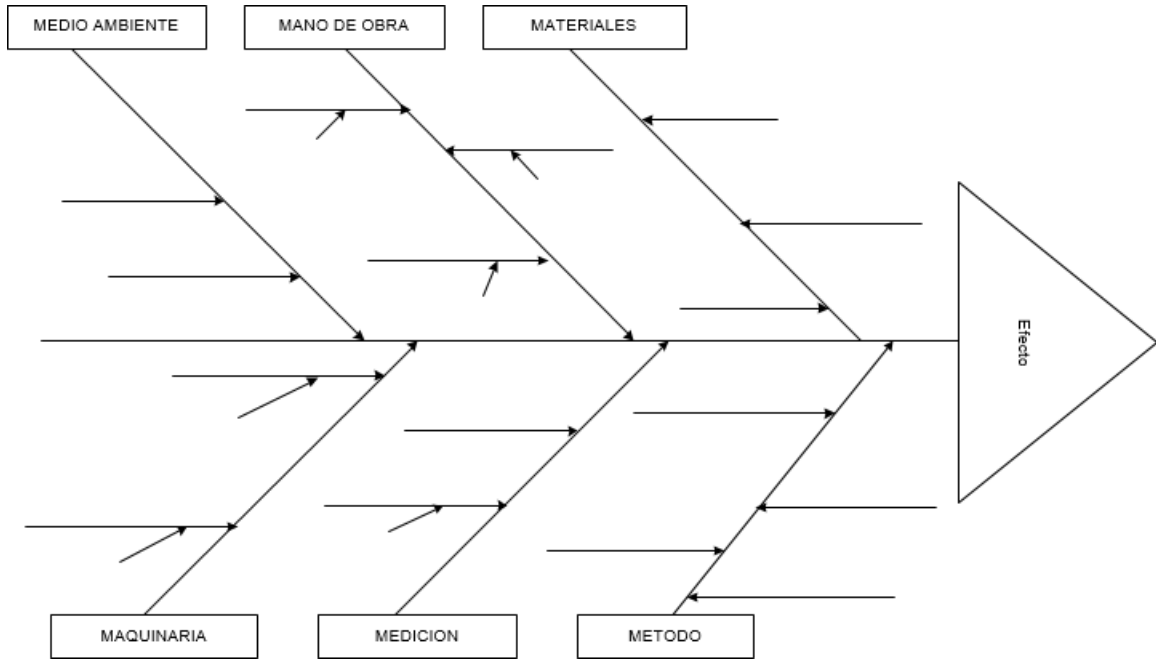 MEDIO AMBIENTE
MANO DE OBRA
MATERIALES
Efecto
MAQUINARIA
MEDICION
METODO